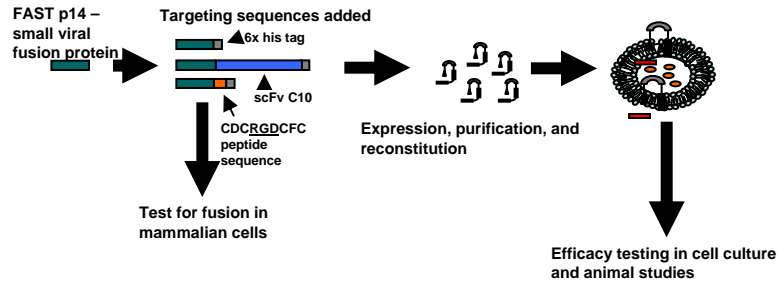 FAST p14 –
small viral
fusion protein
Targeting sequences added
6x his tag
scFv C10
CDCRGDCFC
peptide
sequence
Test for fusion in
mammalian cells
Expression, purification, and
reconstitution
Efficacy testing in cell culture
and animal studies